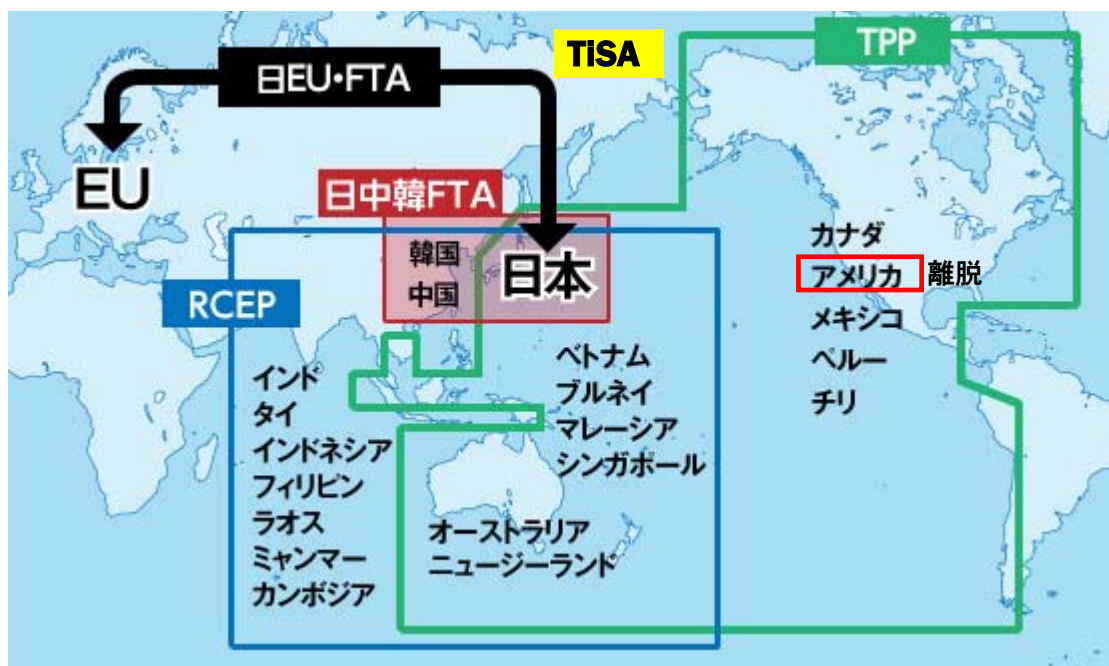 TiSA
TPP
日EU・FTA
EU
日中韓FTA
韓国
中国
日本
RCEP
カナダ
アメリカ 離脱
メキシコ
ペルー
チリ
インド
タイ
インドネシア
フィリピン
ラオス
ミャンマー
カンボジア
ベトナム
ブルネイ
マレーシア
シンガポール
オーストラリア
ニュージーランド